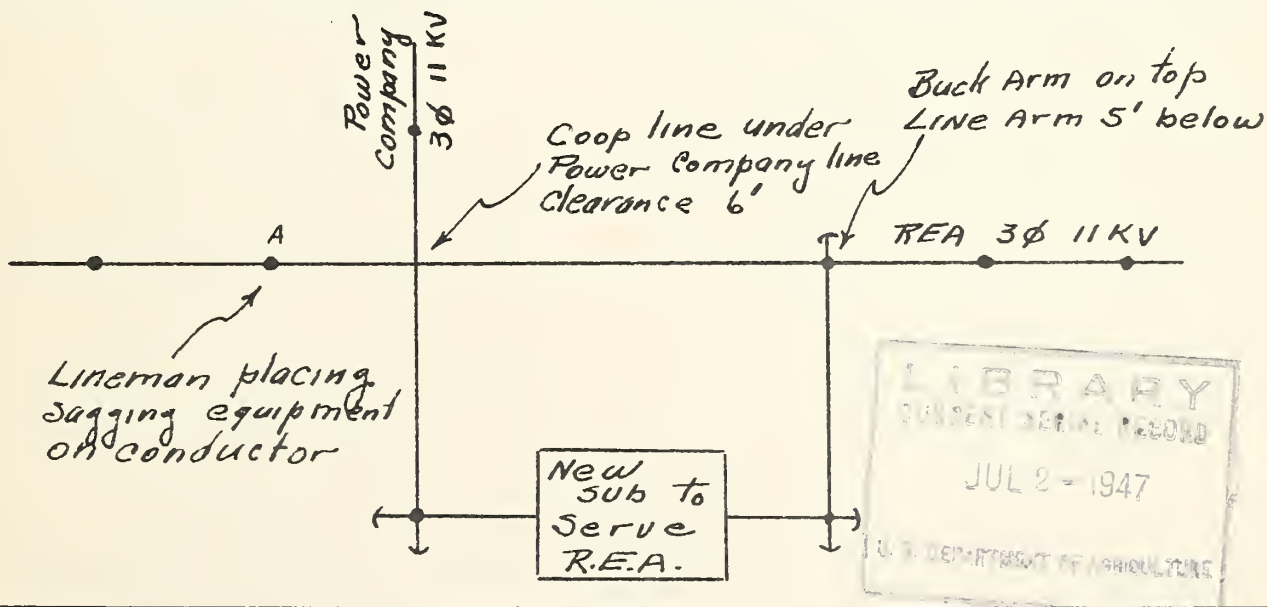 Power
Company
3ø 11 KV
Coop line under
Power Company line
Clearance 6'
Buck Arm on top
LINE Arm 5' below
A
REA 3ø 11 KV
Lineman placing
sagging equipment
on conductor
New
sub to
Serve
R.E.A.
LIBRARY
CURRENT SERIAL RECORD
JUL 2 - 1947
U. S. DEPARTMENT OF AGRICULTURE